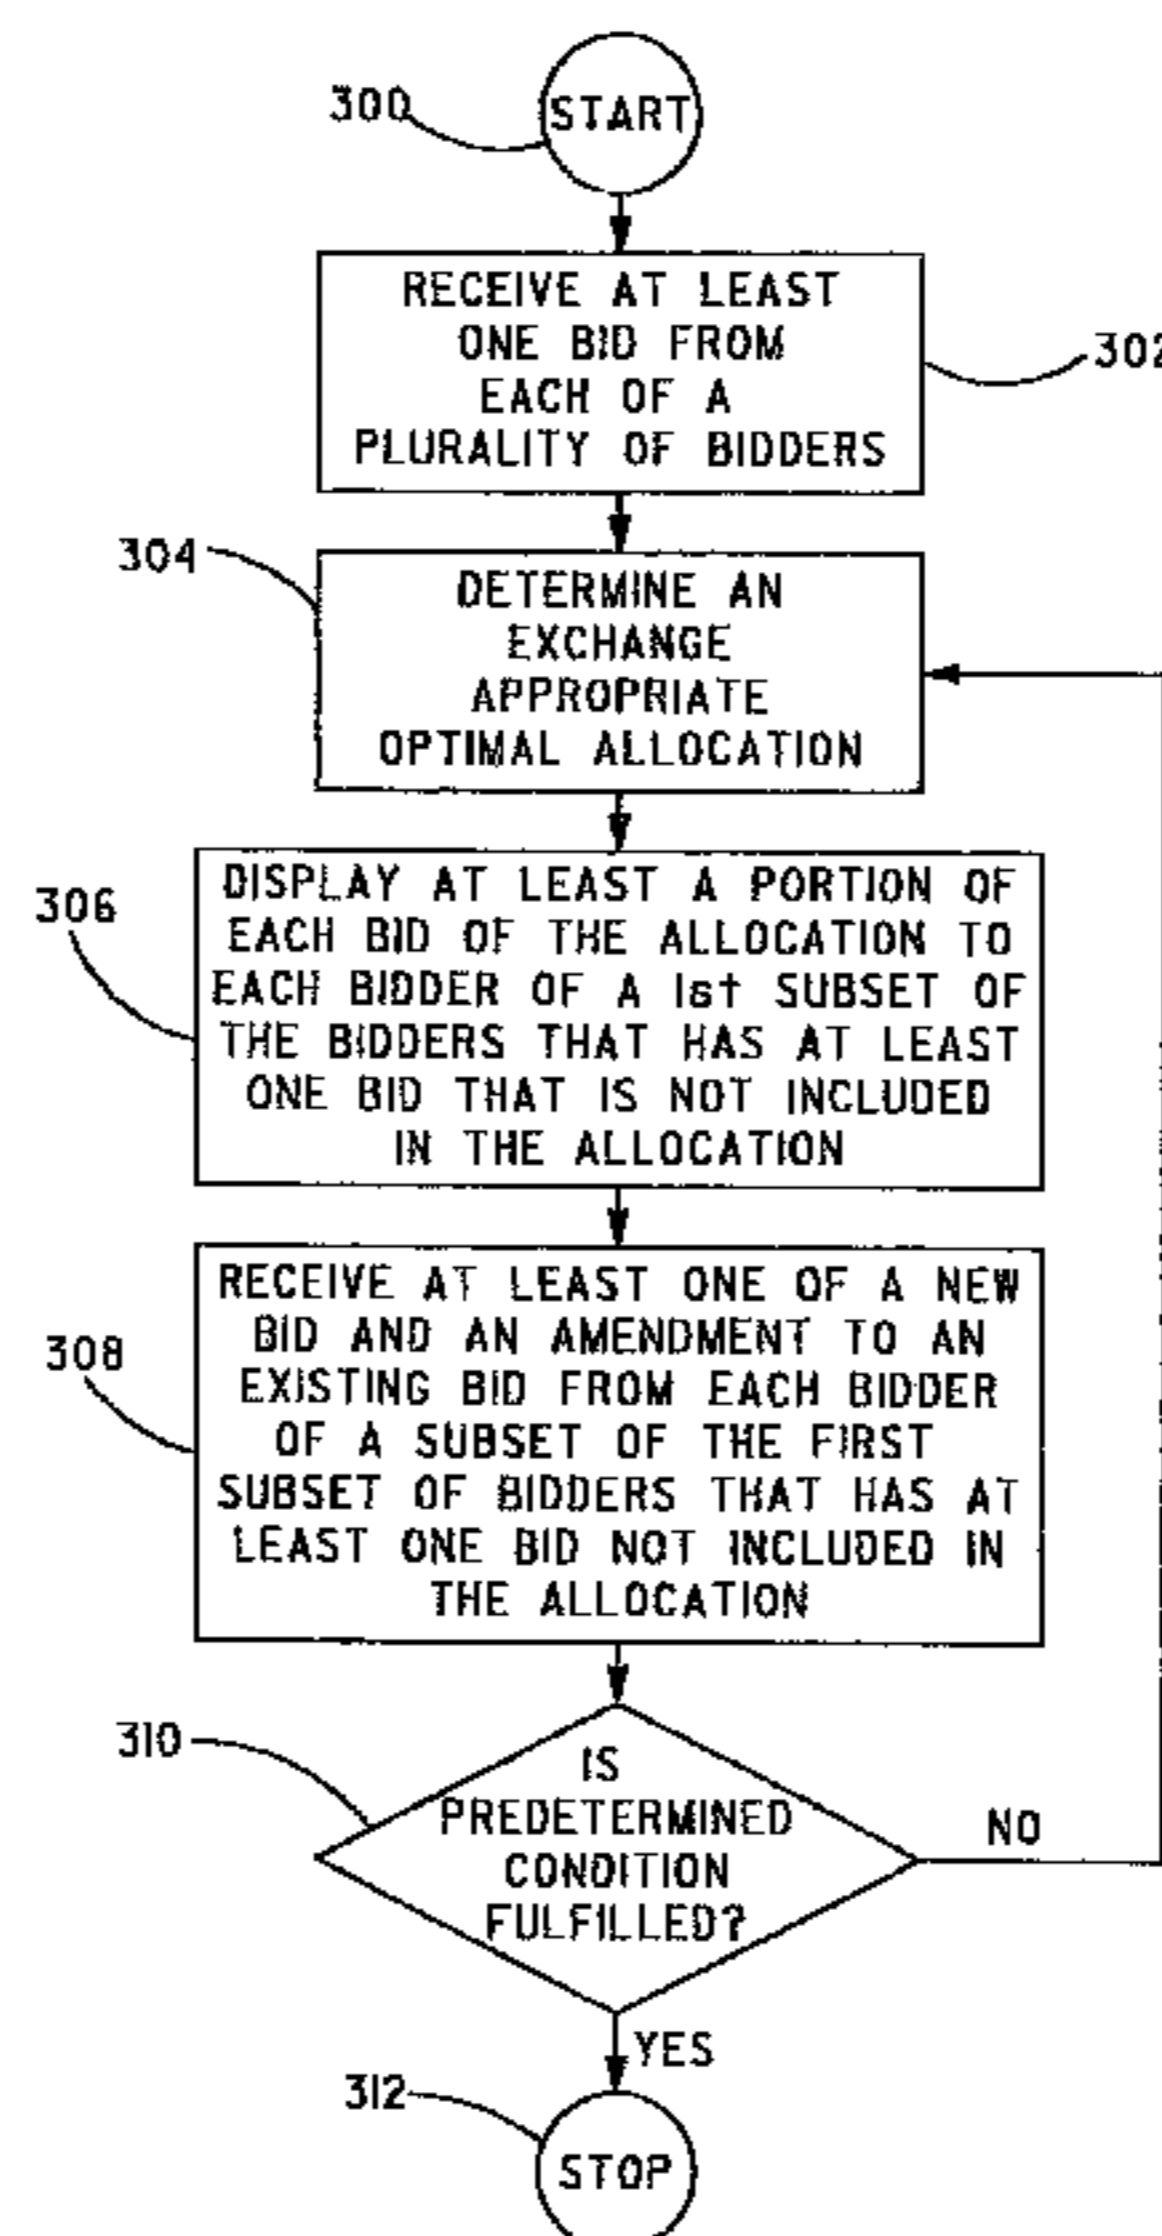 300
START
RECEIVE AT LEAST
ONE BID FROM
EACH OF A
PLURALITY OF BIDDERS
302
304
DETERMINE AN
EXCHANGE
APPROPRIATE
OPTIMAL ALLOCATION
306
DISPLAY AT LEAST A PORTION OF
EACH BID OF THE ALLOCATION TO
EACH BIDDER OF A 1st SUBSET OF
THE BIDDERS THAT HAS AT LEAST
ONE BID THAT IS NOT INCLUDED
IN THE ALLOCATION
308
RECEIVE AT LEAST ONE OF A NEW
BID AND AN AMENDMENT TO AN
EXISTING BID FROM EACH BIDDER
OF A SUBSET OF THE FIRST
SUBSET OF BIDDERS THAT HAS AT
LEAST ONE BID NOT INCLUDED IN
THE ALLOCATION
310
IS
PREDETERMINED
CONDITION
FULFILLED?
NO
YES
312
STOP